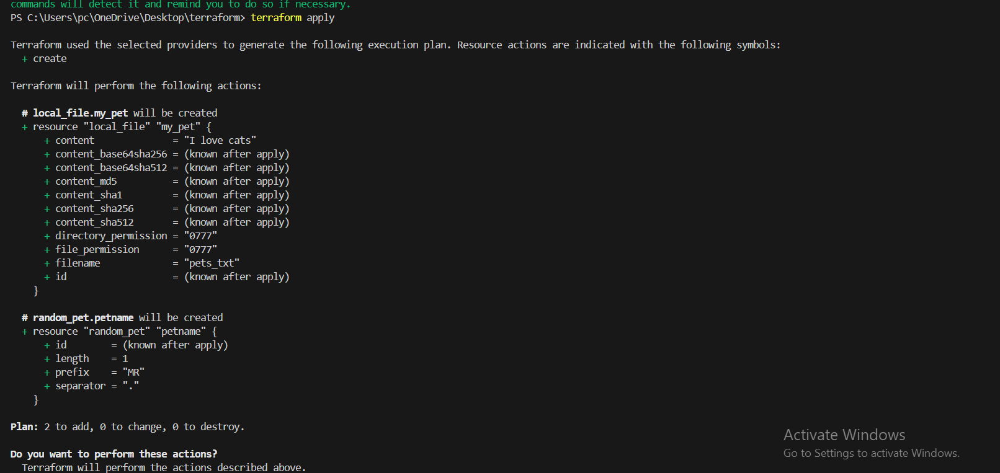 commands will detect it and remind you to do so if necessary.
PS C:\Users\pc\OneDrive\Desktop\terraform> terraform apply
Terraform used the selected providers to generate the following execution plan. Resource actions are indicated with the following symbols:
  + create
Terraform will perform the following actions:
  # local_file.my_pet will be created
  + resource "local_file" "my_pet" {
      + content              = "I love cats"
      + content_base64sha256 = (known after apply)
      + content_base64sha512 = (known after apply)
      + content_md5          = (known after apply)
      + content_sha1         = (known after apply)
      + content_sha256       = (known after apply)
      + content_sha512       = (known after apply)
      + directory_permission = "0777"
      + file_permission      = "0777"
      + filename             = "pets_txt"
      + id                   = (known after apply)
    }
  # random_pet.petname will be created
  + resource "random_pet" "petname" {
      + id        = (known after apply)
      + length    = 1
      + prefix    = "MR"
      + separator = "."
    }
Plan: 2 to add, 0 to change, 0 to destroy.
Do you want to perform these actions?
  Terraform will perform the actions described above.
Activate Windows
Go to Settings to activate Windows.